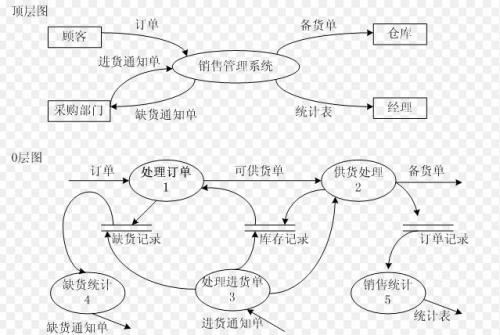 顶层图
顾客
订单
备货单
仓库
进货通知单
销售管理系统
采购部门
缺货通知单
统计表
经理
0层图
订单
处理订单
1
可供货单
供货处理
2
备货单
缺货记录
库存记录
订单记录
缺货统计
4
处理进货单
3
销售统计
5
缺货通知单
进货通知单
统计表